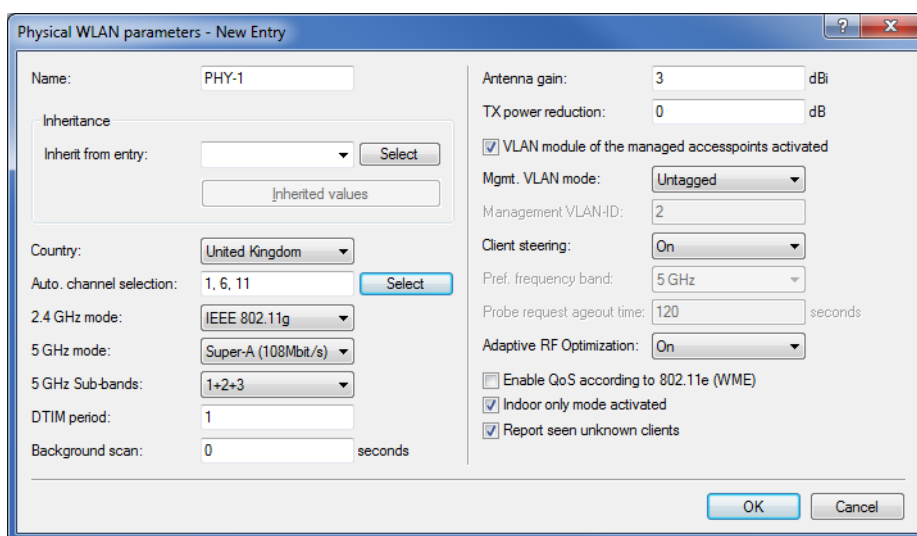 Physical WLAN parameters - New Entry
Name: PHY-1
Inheritance
Inherit from entry: Select
Inherited values
Country: United Kingdom
Auto. channel selection: 1, 6, 11 Select
2.4 GHz mode: IEEE 802.11g
5 GHz mode: Super-A (108Mbit/s)
5 GHz Sub-bands: 1+2+3
DTIM period: 1
Background scan: 0 seconds
Antenna gain: 3 dBi
TX power reduction: 0 dB
VLAN module of the managed accesspoints activated
Mgmt. VLAN mode: Untagged
Management VLAN-ID: 2
Client steering: On
Pref. frequency band: 5 GHz
Probe request ageout time: 120 seconds
Adaptive RF Optimization: On
Enable QoS according to 802.11e (WME)
Indoor only mode activated
Report seen unknown clients
OK Cancel